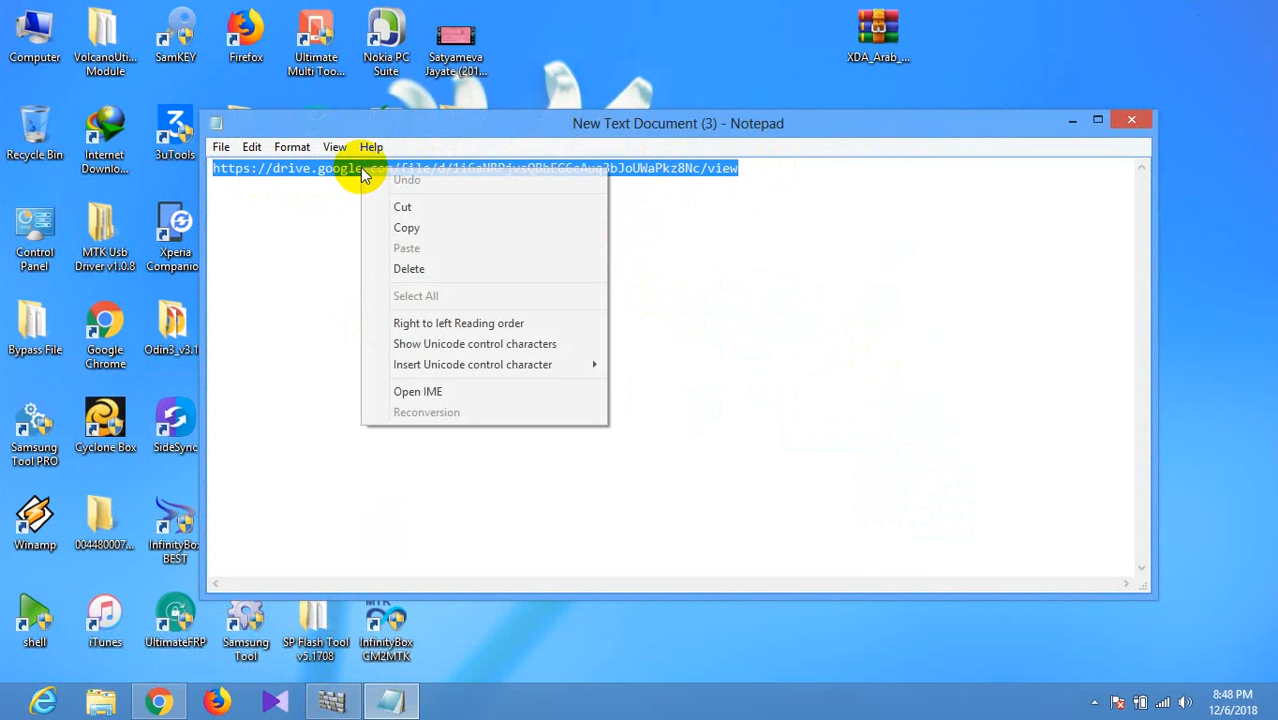 Computer
VolcanoUti...
Module
SamKEY
Firefox
Ultimate
Multi Too...
Nokia PC
Suite
Satyameva
Jayate (201...
XDA_Arab_...
New Text Document (3) - Notepad
File Edit Format View Help
Undo
Cut
Copy
Paste
Delete
Select All
Right to left Reading order
Show Unicode control characters
Insert Unicode control character
Open IME
Reconversion
Recycle Bin
Internet
Downlo...
3uTools
Control
Panel
MTK Usb
Driver v1.0.8
Xperia
Companion
Bypass File
Google
Chrome
Odin3_v3.1
Samsung
Tool PRO
Cyclone Box
SideSync
Winamp
004480007...
InfinityBox
BEST
shell
iTunes
UltimateFRP
Samsung
Tool
SP Flash Tool
v5.1708
MTK
InfinityBox
CM2MTK
8:48 PM
12/6/2018